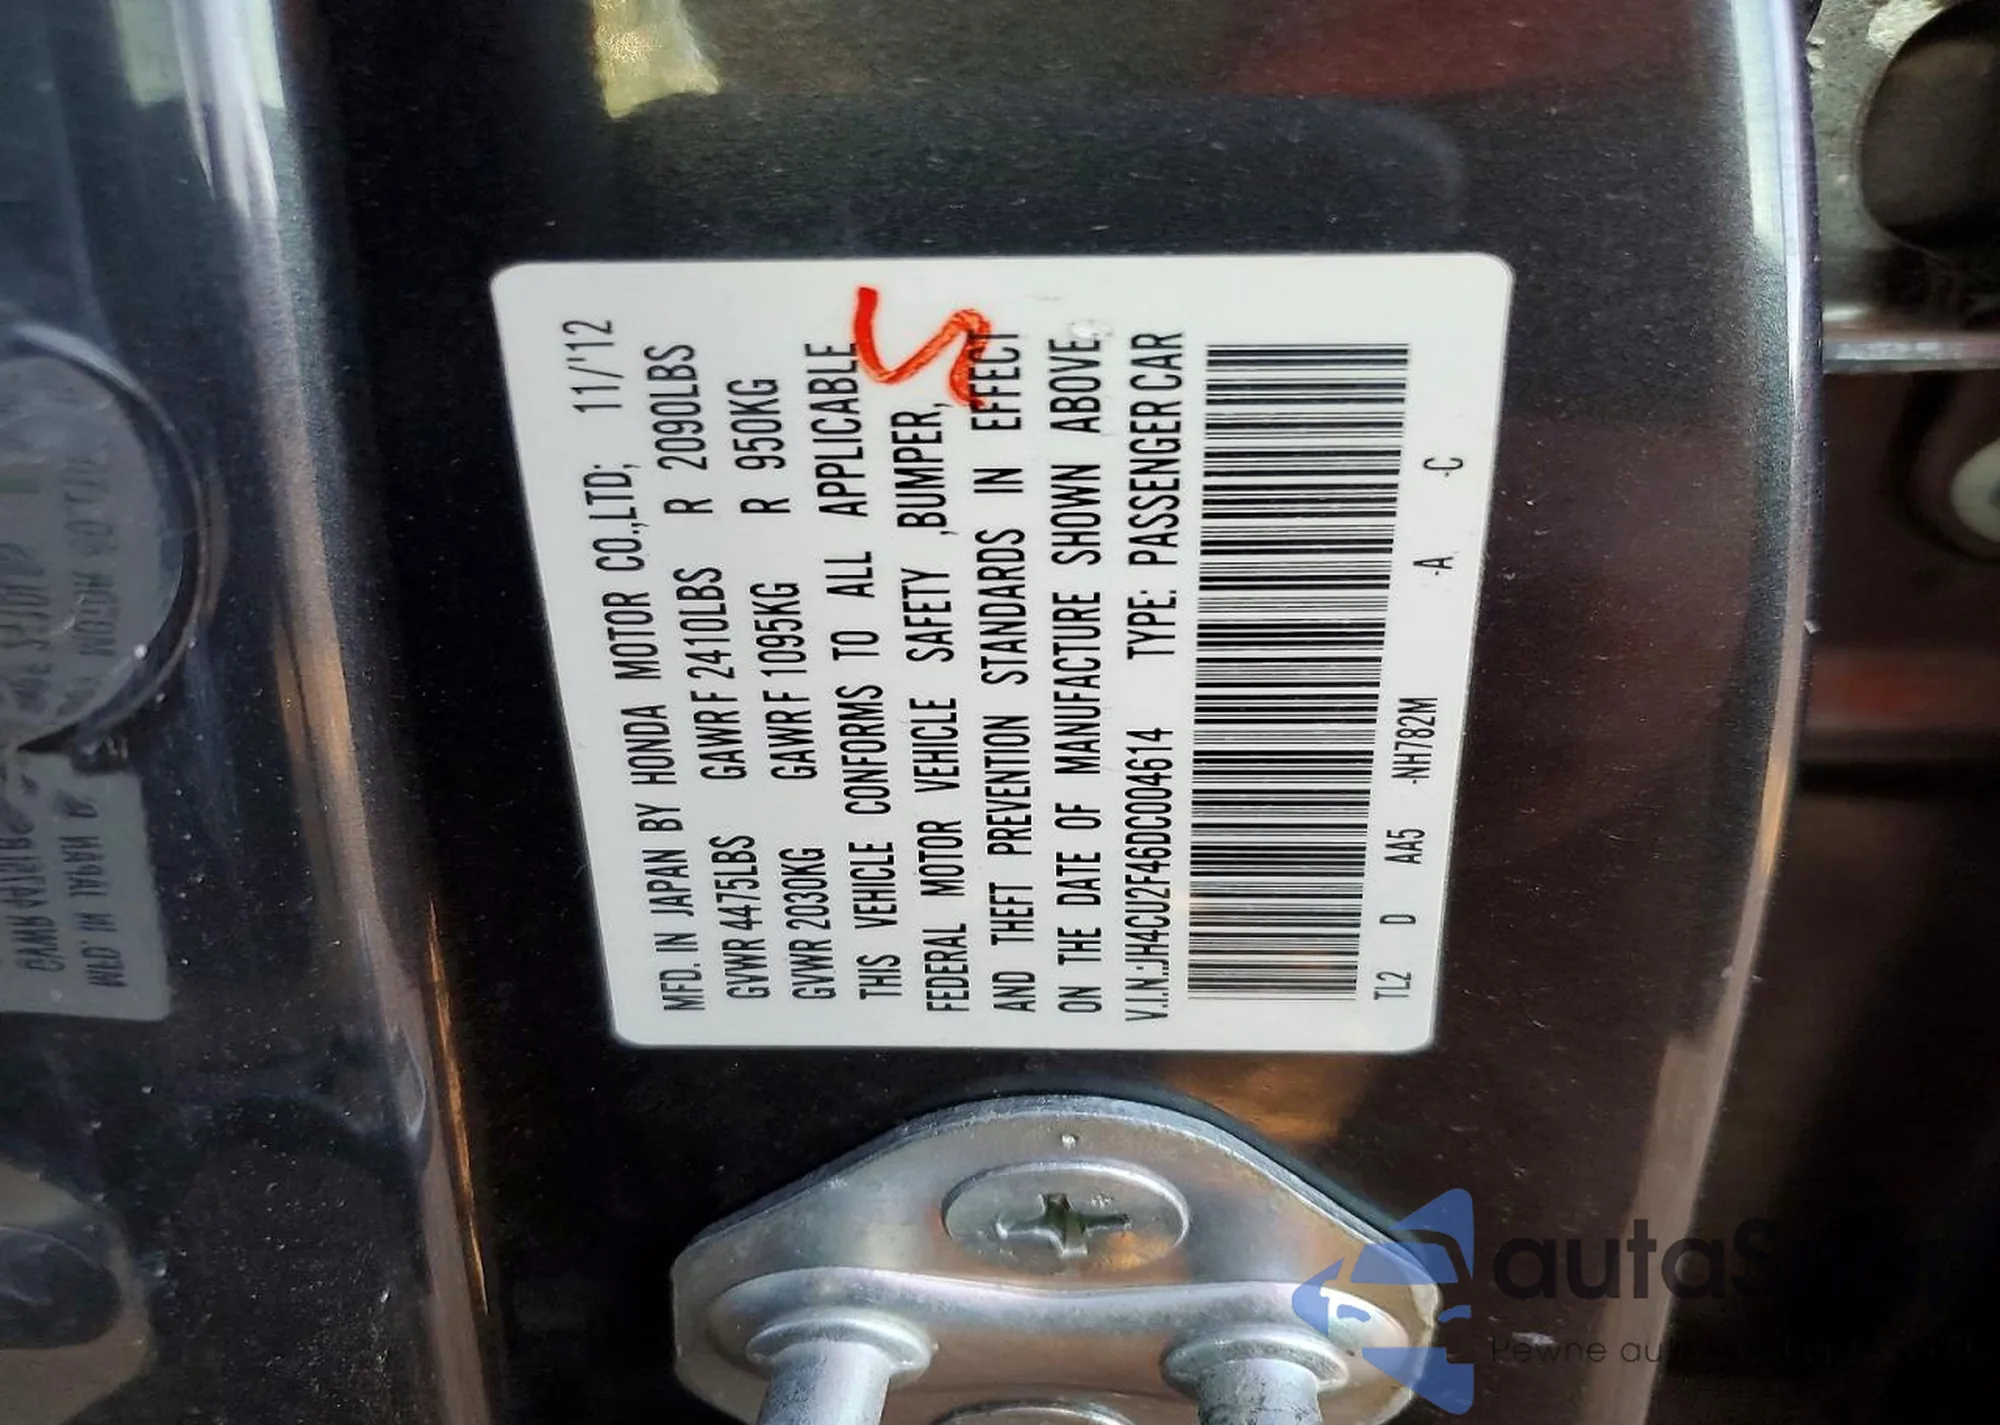 MFD. IN JAPAN BY HONDA MOTOR CO.,LTD; 11/'12
GVWR 4475LBS GAWR F 2410LBS R 2090LBS
GVWR 2030KG GAWR F 1095KG R 950KG
THIS VEHICLE CONFORMS TO ALL APPLICABLE
FEDERAL MOTOR VEHICLE SAFETY ,BUMPER,
AND THEFT PREVENTION STANDARDS IN EFFECT
ON THE DATE OF MANUFACTURE SHOWN ABOVE.
V.I.N.:JH4CU2F46DC004614 TYPE: PASSENGER CAR
TL2 D AA5 -NH782M -A -C
Pewne